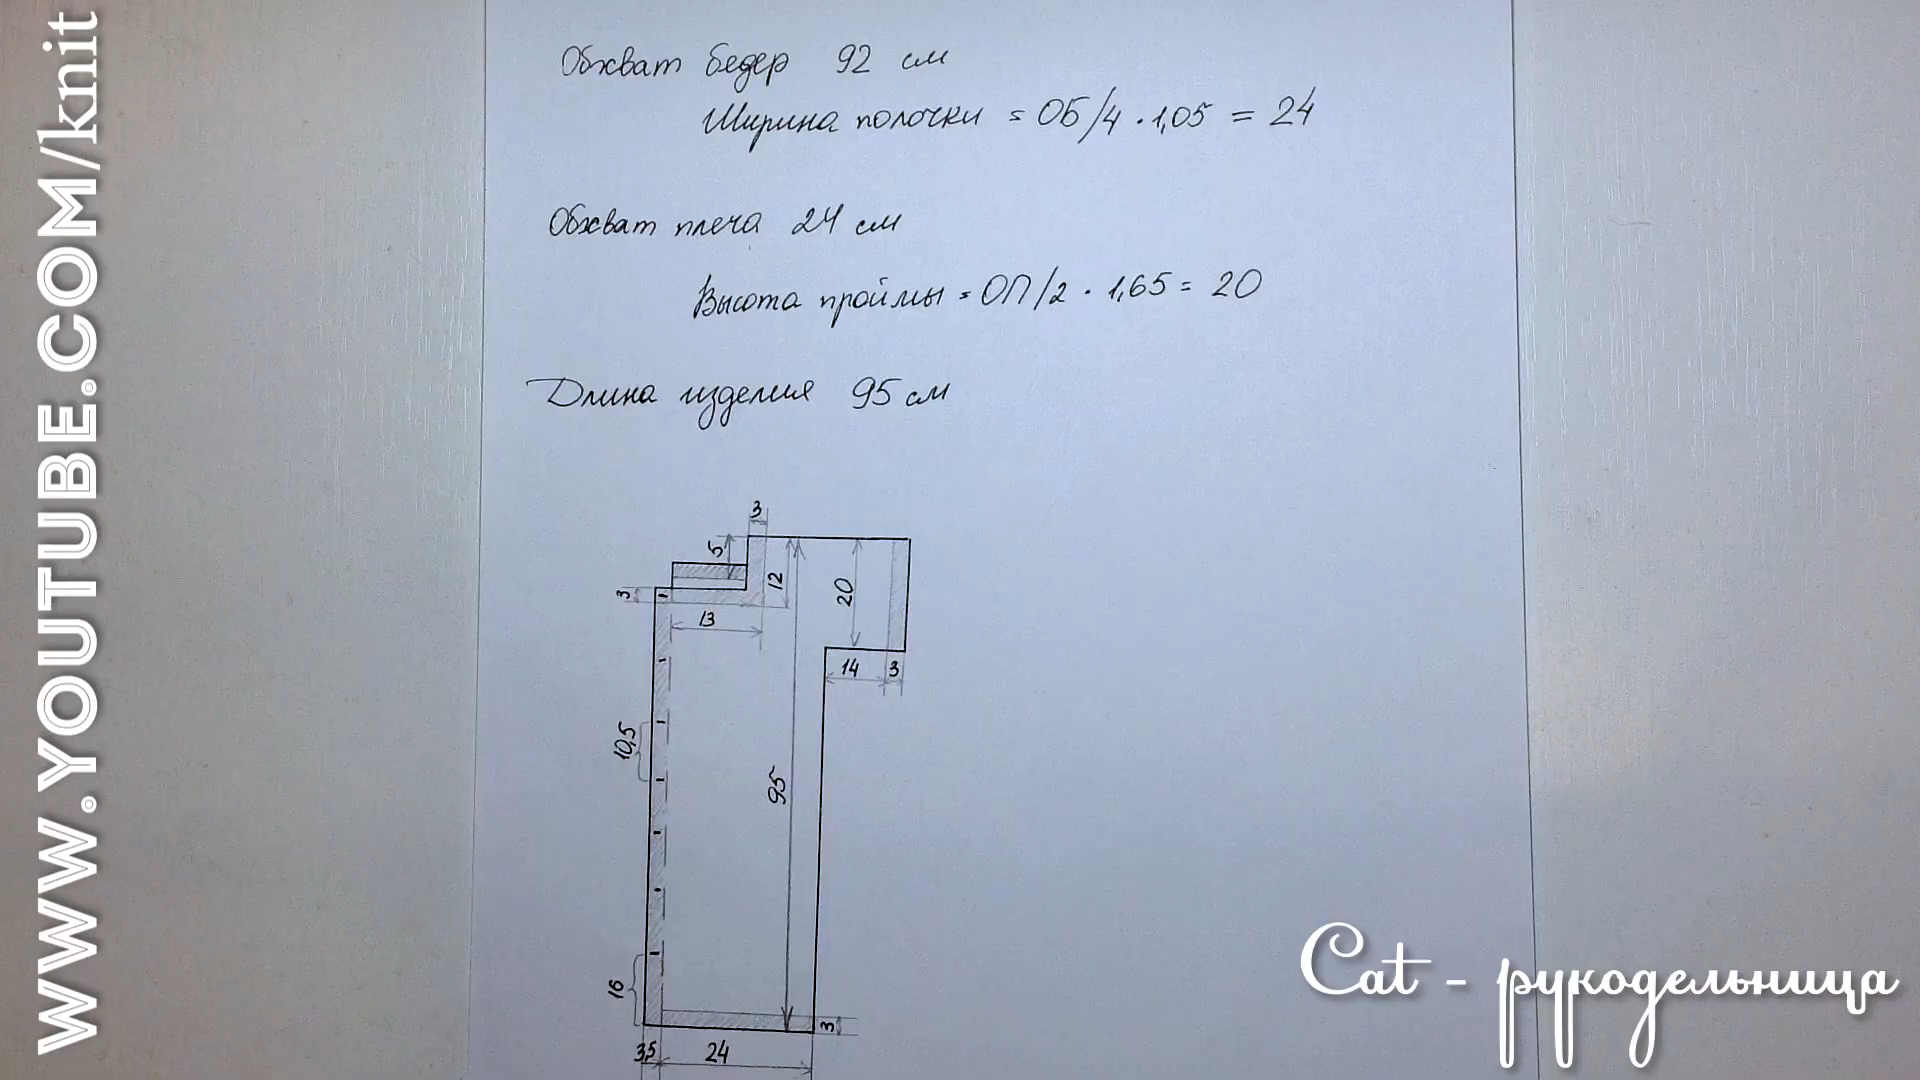 Обхват бедер 92 см
Ширина полочки = ОБ/4 · 1,05 = 24
Обхват плеча 24 см
Высота проймы = ОП/2 · 1,65 = 20
Длина изделия 95 см
3
5
12
20
3
13
14 3
10,5
95
16
3
3,5 24
WWW.YOUTUBE.COM/knit
Cat - рукодельница